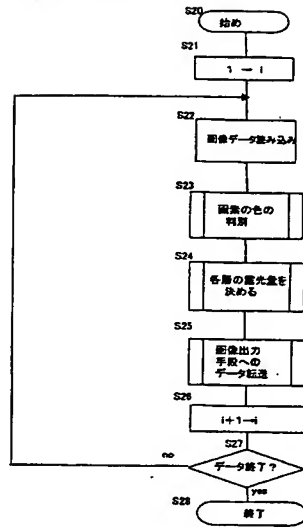 S20
始め
S21
1 → i
S22
画像データ読み込み
S23
画素の色の
判別
S24
各層の露光量を
決める
S25
画像出力
手段への
データ転送
S26
i+1→i
S27
no
データ終了?
yes
S28
終了